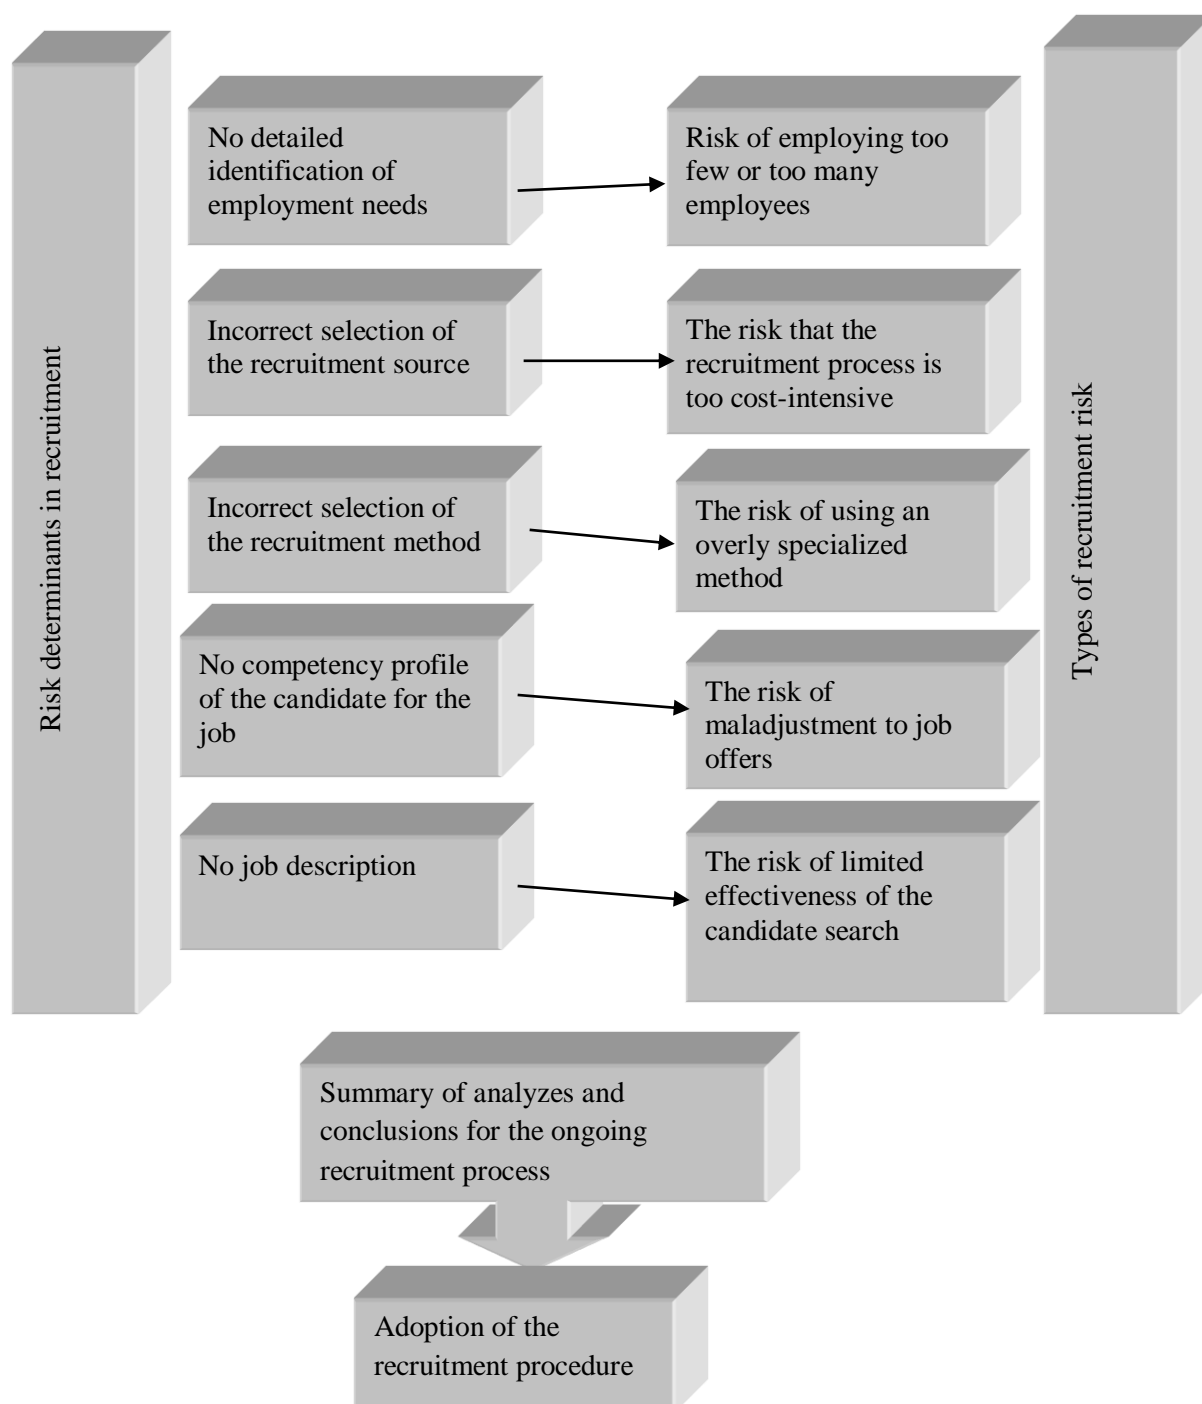 Risk determinants in recruitment
No detailed
identification of
employment needs
Risk of employing too
few or too many
employees
Incorrect selection of
the recruitment source
The risk that the
recruitment process is
too cost-intensive
Incorrect selection of
the recruitment method
The risk of using an
overly specialized
method
No competency profile
of the candidate for the
job
The risk of
maladjustment to job
offers
No job description
The risk of limited
effectiveness of the
candidate search
Types of recruitment risk
Summary of analyzes and
conclusions for the ongoing
recruitment process
Adoption of the
recruitment procedure